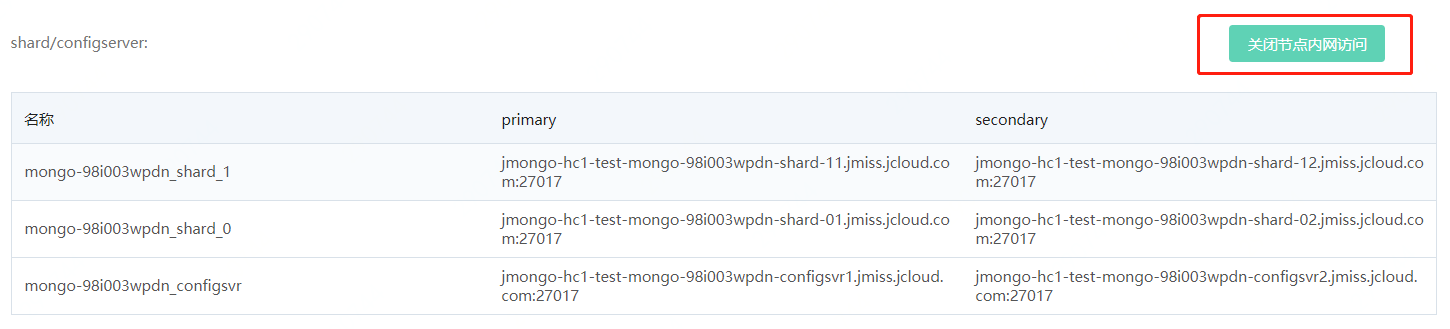 shard/configserver:
关闭节点内网访问
名称 primary secondary
mongo-98i003wpdn_shard_1
jmongo-hc1-test-mongo-98i003wpdn-shard-11.jmiss.jcloud.co
m:27017
jmongo-hc1-test-mongo-98i003wpdn-shard-12.jmiss.jcloud.co
m:27017
mongo-98i003wpdn_shard_0
jmongo-hc1-test-mongo-98i003wpdn-shard-01.jmiss.jcloud.co
m:27017
jmongo-hc1-test-mongo-98i003wpdn-shard-02.jmiss.jcloud.co
m:27017
mongo-98i003wpdn_configsvr
jmongo-hc1-test-mongo-98i003wpdn-configsvr1.jmiss.jcloud.
com:27017
jmongo-hc1-test-mongo-98i003wpdn-configsvr2.jmiss.jcloud.
com:27017